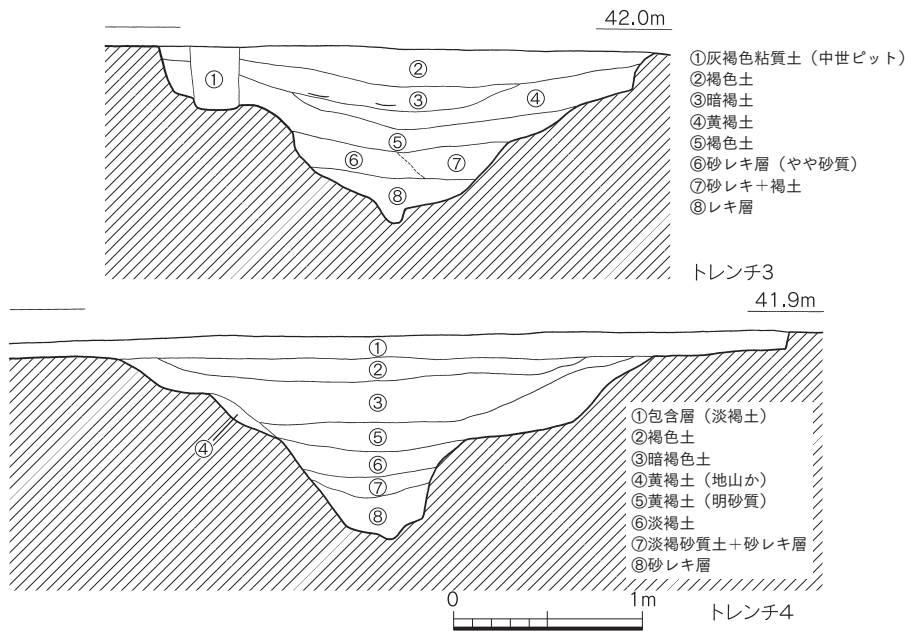 42.0m
①灰褐色粘質土（中世ピット）
②褐色土
③暗褐土
④黄褐土
⑤褐色土
⑥砂レキ層（やや砂質）
⑦砂レキ＋褐土
⑧レキ層
①
②
③
④
⑤
⑥
⑦
⑧
トレンチ3
41.9m
①
②
③
④
⑤
⑥
⑦
⑧
①包含層（淡褐土）
②褐色土
③暗褐色土
④黄褐土（地山か）
⑤黄褐土（明砂質）
⑥淡褐土
⑦淡褐砂質土＋砂レキ層
⑧砂レキ層
0 1m
トレンチ4